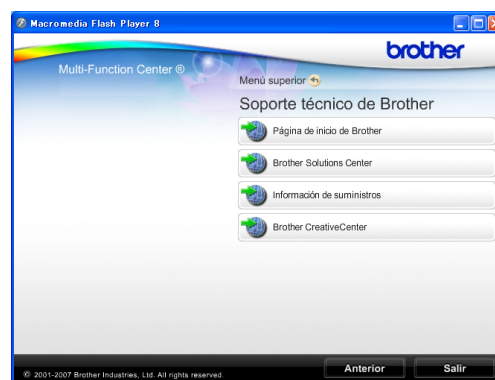 Macromedia Flash Player 8
brother
Multi-Function Center ®
Menú superior
Soporte técnico de Brother
Página de inicio de Brother
Brother Solutions Center
Información de suministros
Brother CreativeCenter
© 2001-2007 Brother Industries, Ltd. All rights reserved.
Anterior
Salir